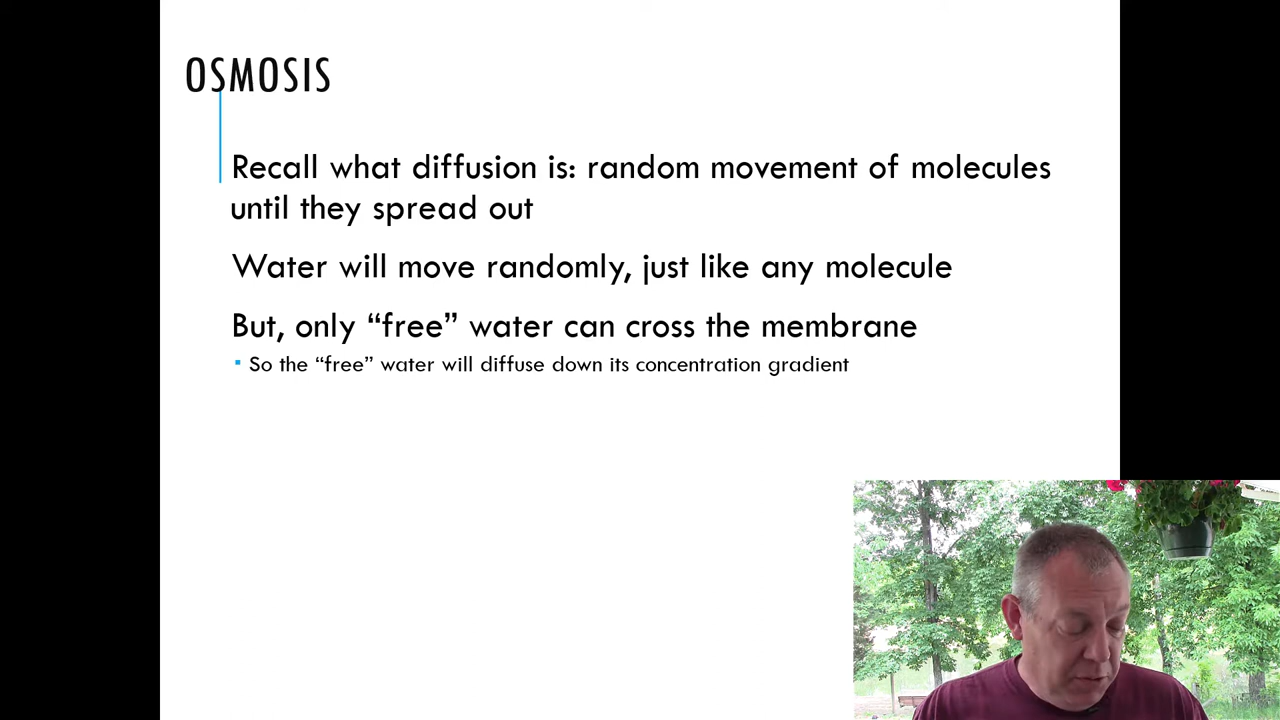 OSMOSIS
Recall what diffusion is: random movement of molecules
until they spread out
Water will move randomly, just like any molecule
But, only “free” water can cross the membrane
▪ So the “free” water will diffuse down its concentration gradient